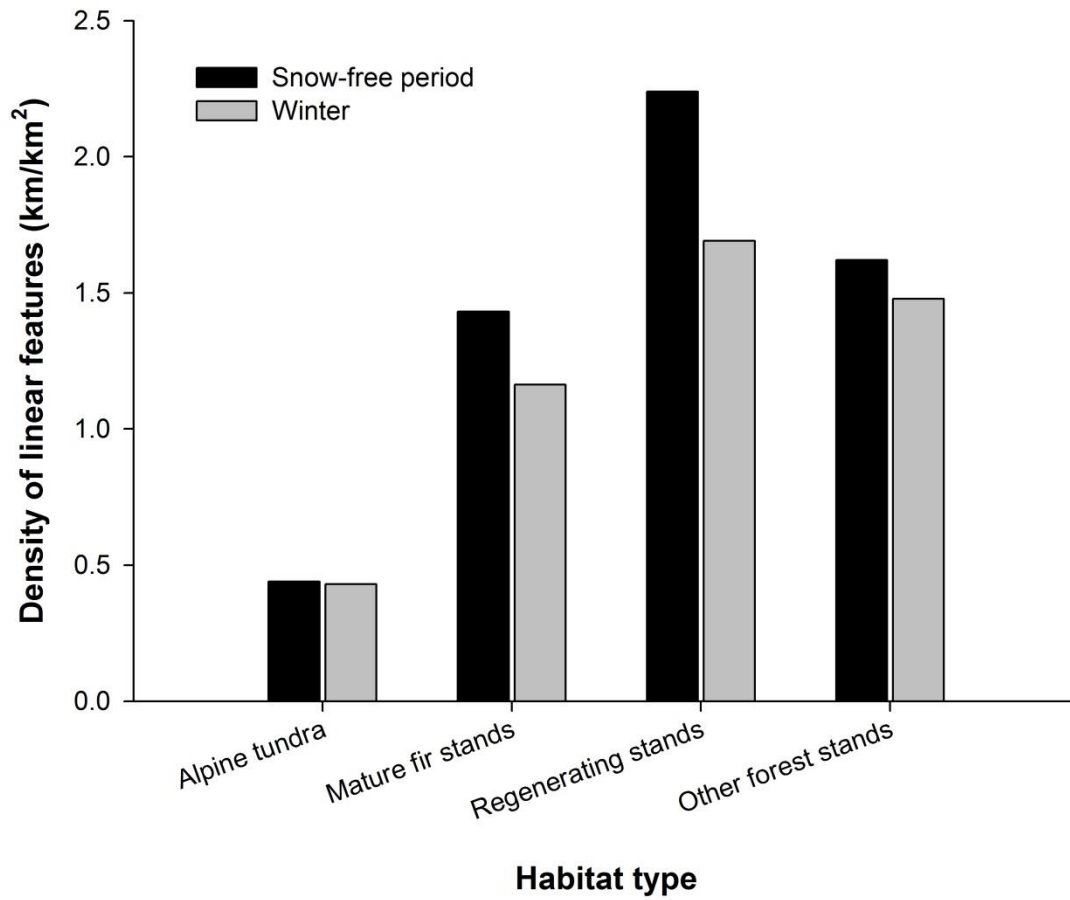 2.5
2.0
1.5
1.0
0.5
0.0
Density of linear features (km/km²)
Snow-free period
Winter
Alpine tundra
Mature fir stands
Regenerating stands
Other forest stands
Habitat type